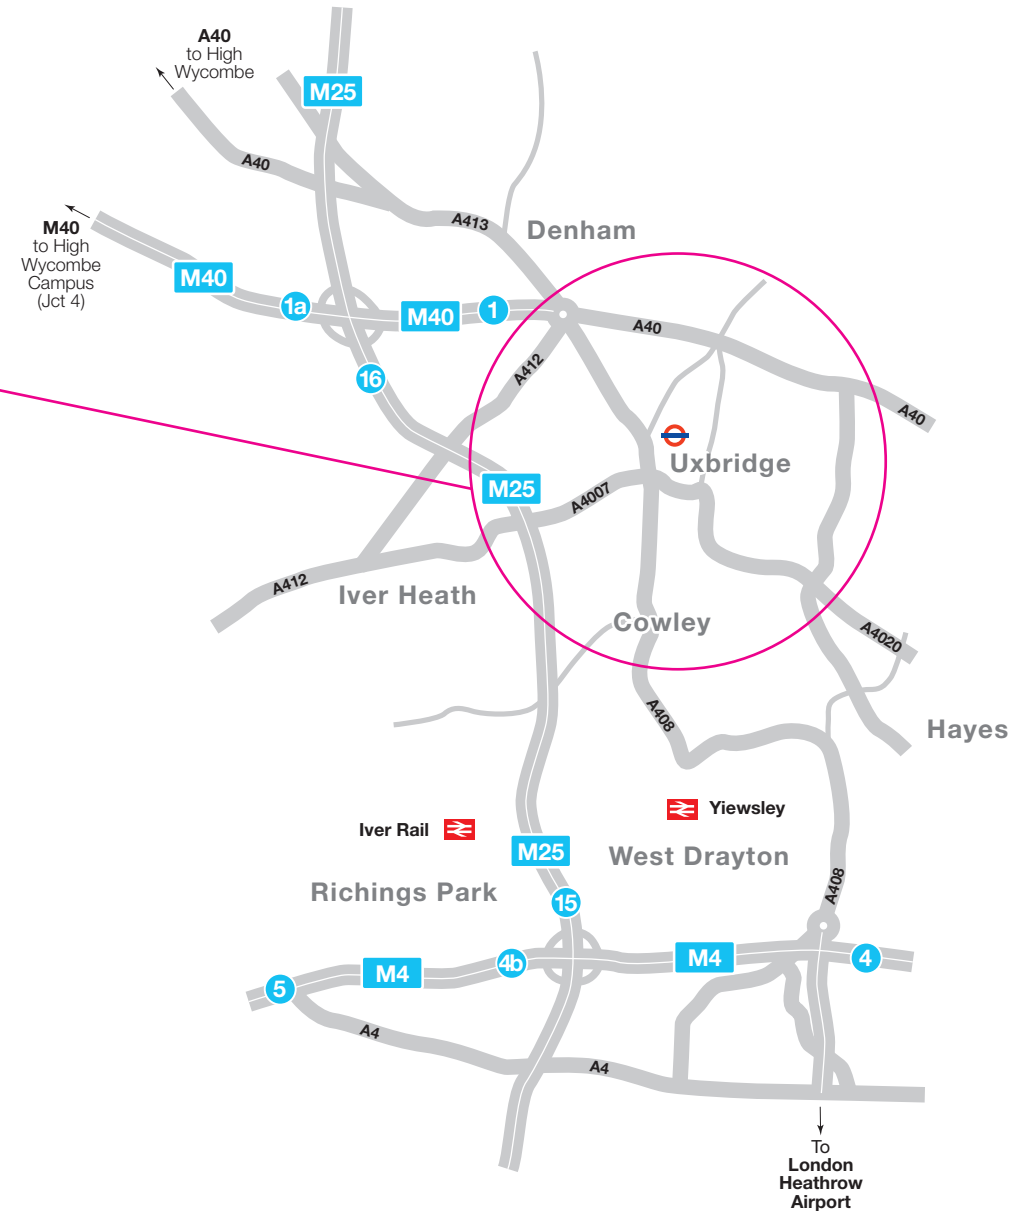 A40
to High
Wycombe
M25
A40
A413
Denham
M40
to High
Wycombe
Campus
(Jct 4)
M40
1a
M40
1
A40
A412
16
A40
Uxbridge
M25
A4007
A412
Iver Heath
Cowley
A4020
A408
Hayes
Iver Rail
Yiewsley
M25
West Drayton
Richings Park
A408
15
M4
4b
M4
4
5
A4
A4
To
London
Heathrow
Airport